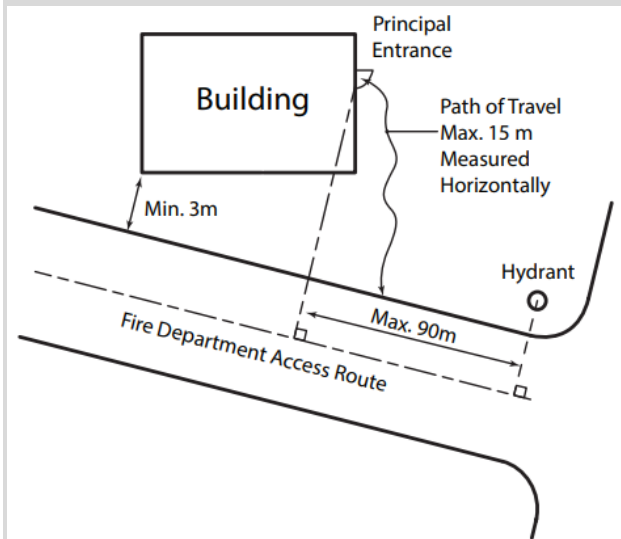 Principal
Entrance
Building
Path of Travel
Max. 15 m
Measured
Horizontally
Min. 3m
Hydrant
Max. 90m
Fire Department Access Route